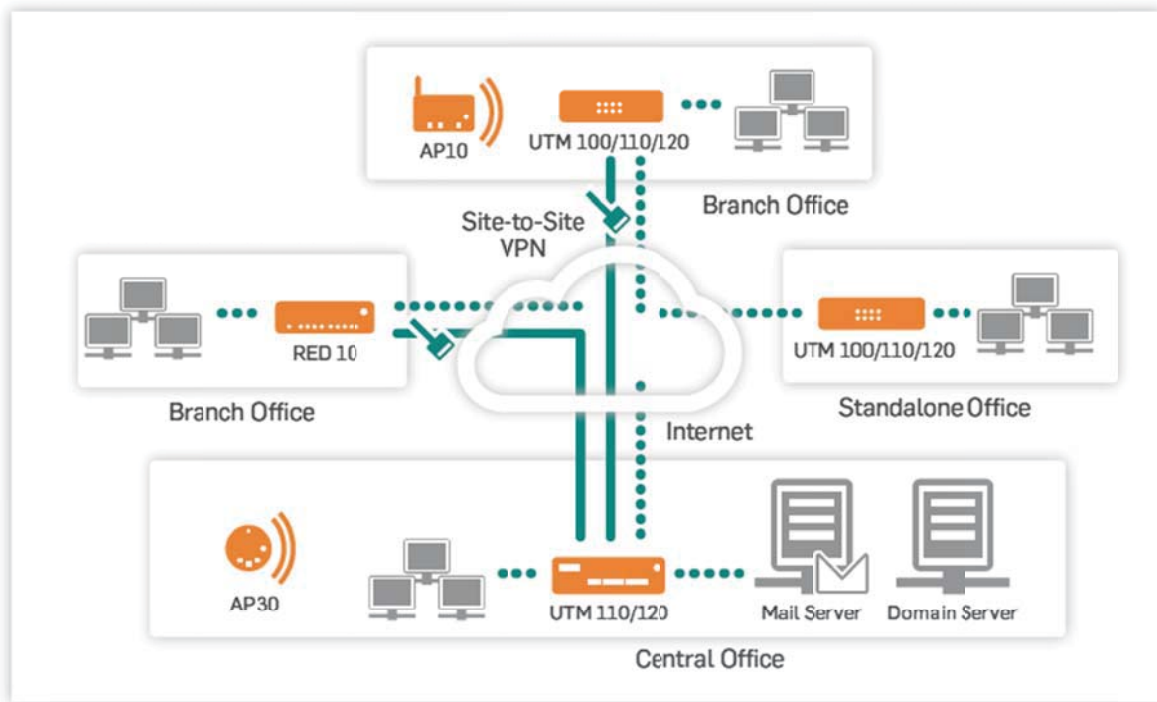 AP10
UTM 100/110/120
Branch Office
Site-to-Site
VPN
RED 10
UTM 100/110/120
Branch Office
Standalone Office
Internet
AP30
UTM 110/120
Mail Server
Domain Server
Central Office